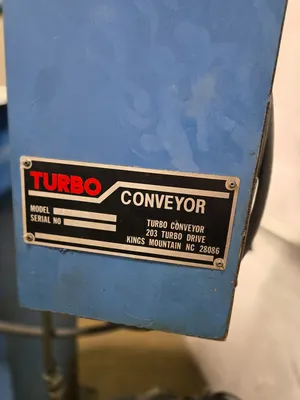 TURBO
CONVEYOR
MODEL
SERIAL NO
TURBO CONVEYOR
203 TURBO DRIVE
KINGS MOUNTAIN NC 28086